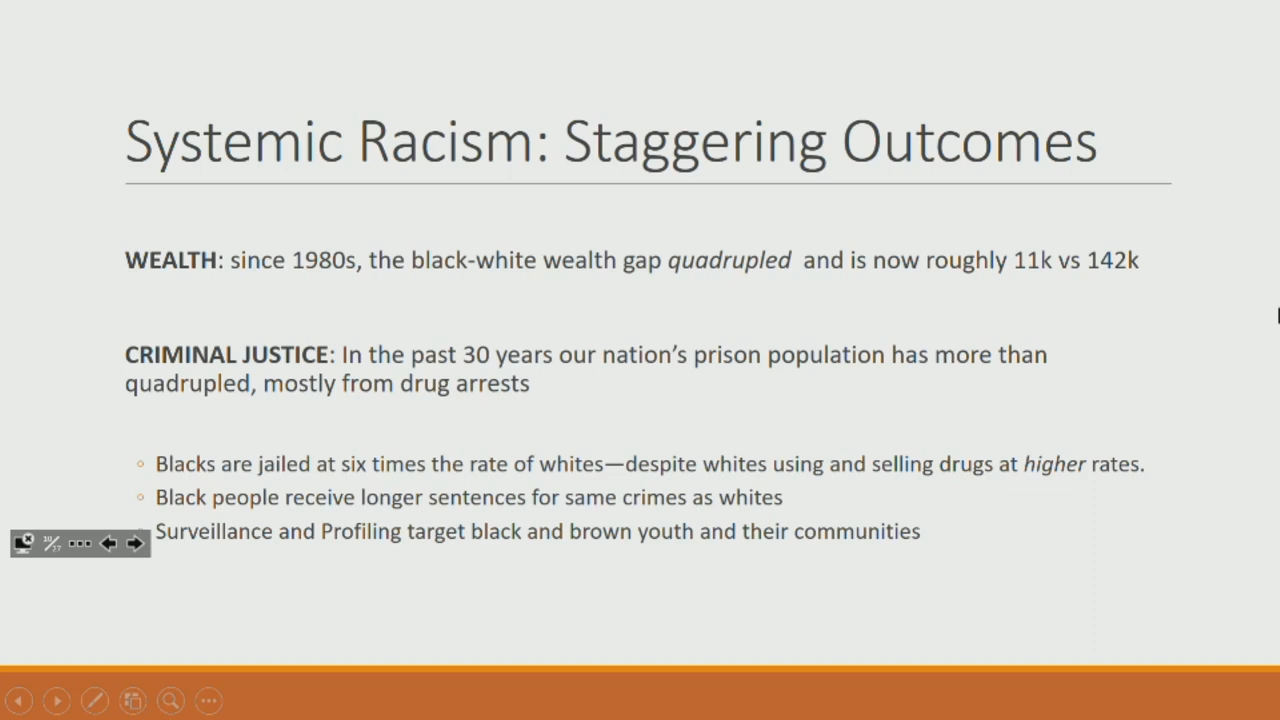 Systemic Racism: Staggering Outcomes
WEALTH: since 1980s, the black-white wealth gap quadrupled and is now roughly 11k vs 142k
CRIMINAL JUSTICE: In the past 30 years our nation's prison population has more than
quadrupled, mostly from drug arrests
◦ Blacks are jailed at six times the rate of whites—despite whites using and selling drugs at higher rates.
◦ Black people receive longer sentences for same crimes as whites
Surveillance and Profiling target black and brown youth and their communities
10/27